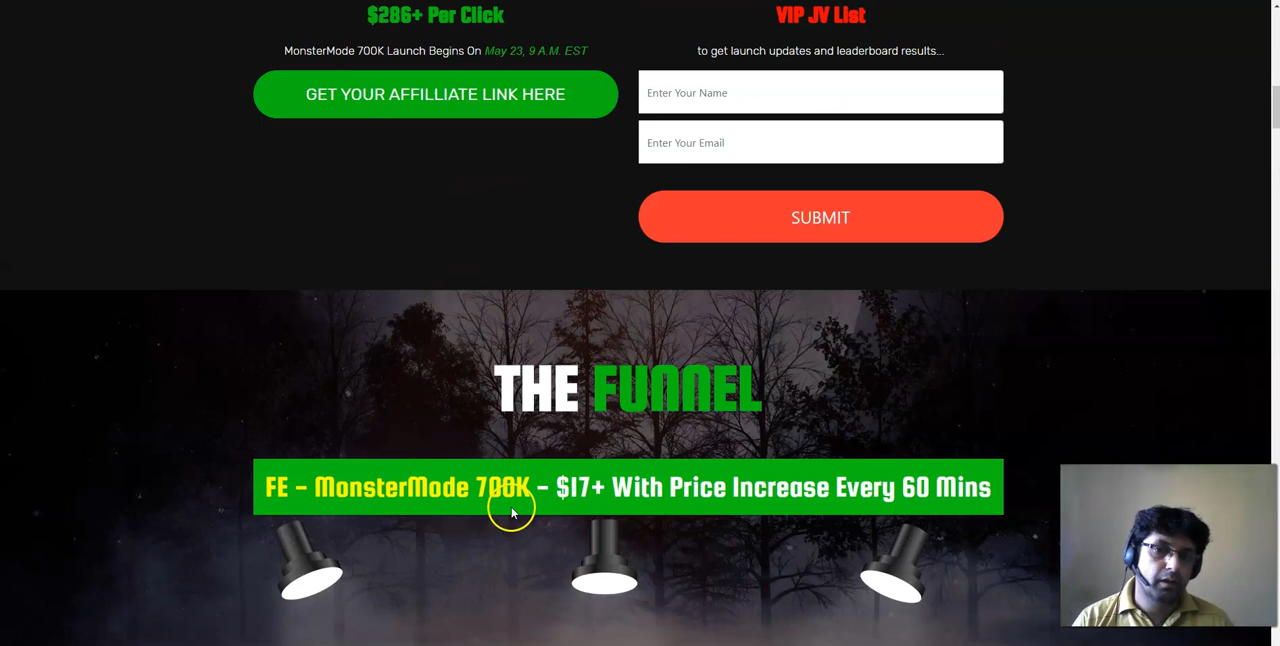 $286+ Per Click
MonsterMode 700K Launch Begins On May 23, 9 A.M. EST
GET YOUR AFFILLIATE LINK HERE
VIP JV List
to get launch updates and leaderboard results...
Enter Your Name
Enter Your Email
SUBMIT
THE FUNNEL
FE - MonsterMode 700K - $17+ With Price Increase Every 60 Mins